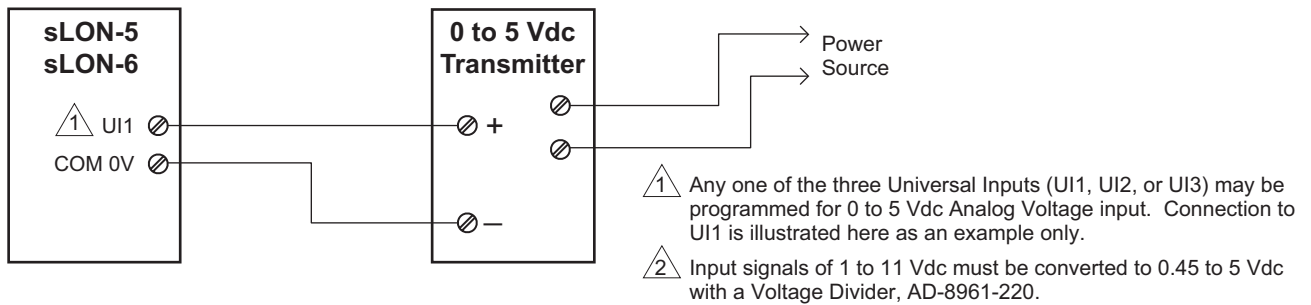 sLON-5
sLON-6
1 UI1
COM 0V
0 to 5 Vdc
Transmitter
+
–
Power
Source
1 Any one of the three Universal Inputs (UI1, UI2, or UI3) may be
programmed for 0 to 5 Vdc Analog Voltage input. Connection to
UI1 is illustrated here as an example only.
2 Input signals of 1 to 11 Vdc must be converted to 0.45 to 5 Vdc
with a Voltage Divider, AD-8961-220.